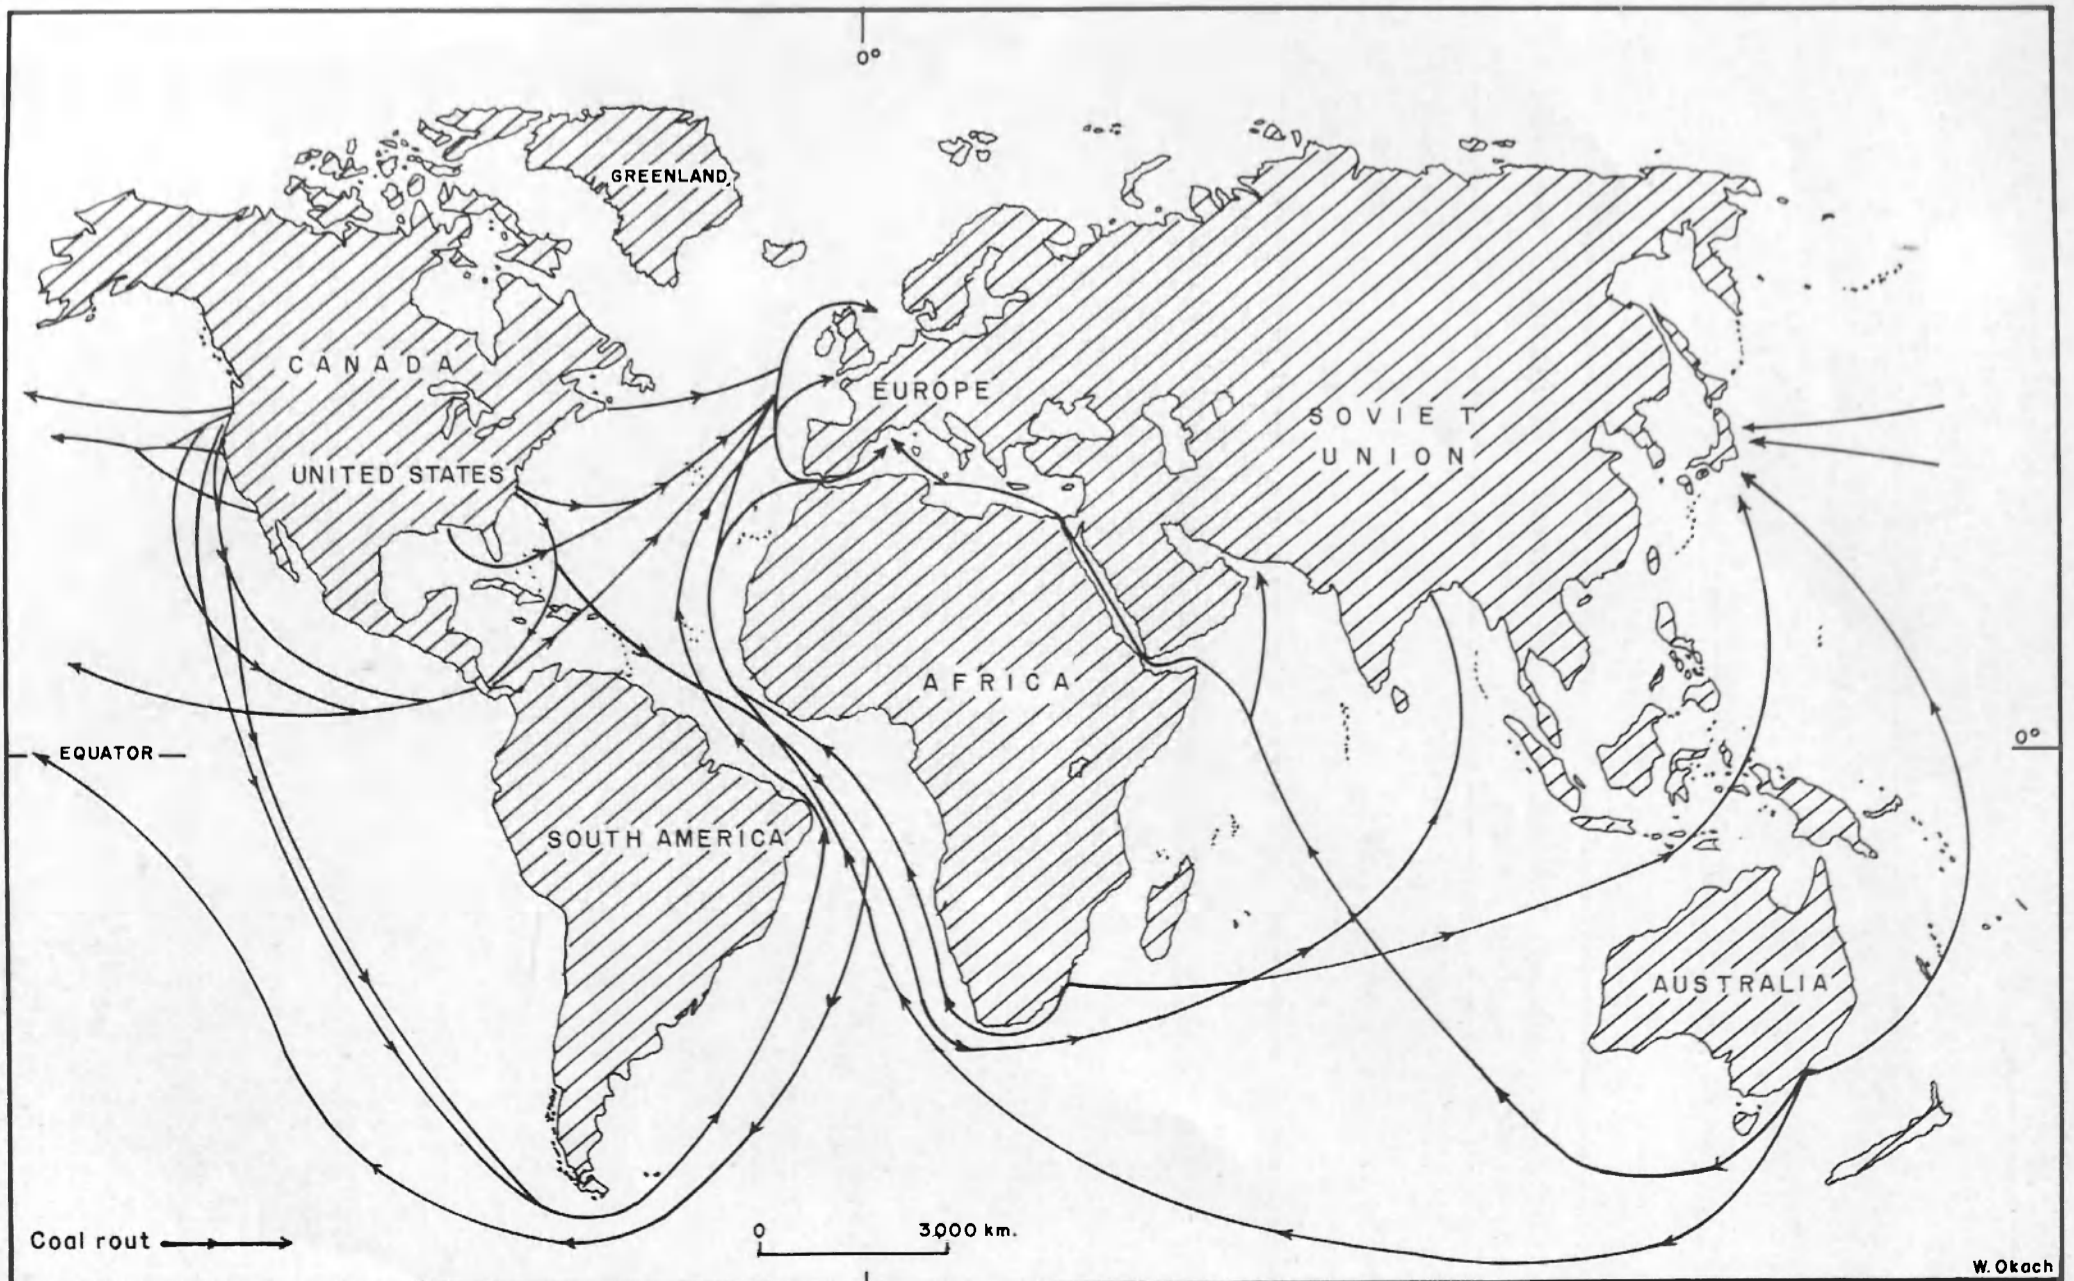 0°
GREENLAND
CANADA
EUROPE
SOVIET
UNION
UNITED STATES
AFRICA
EQUATOR
0°
SOUTH AMERICA
AUSTRALIA
Coal rout
0 3000 km.
W. Okach